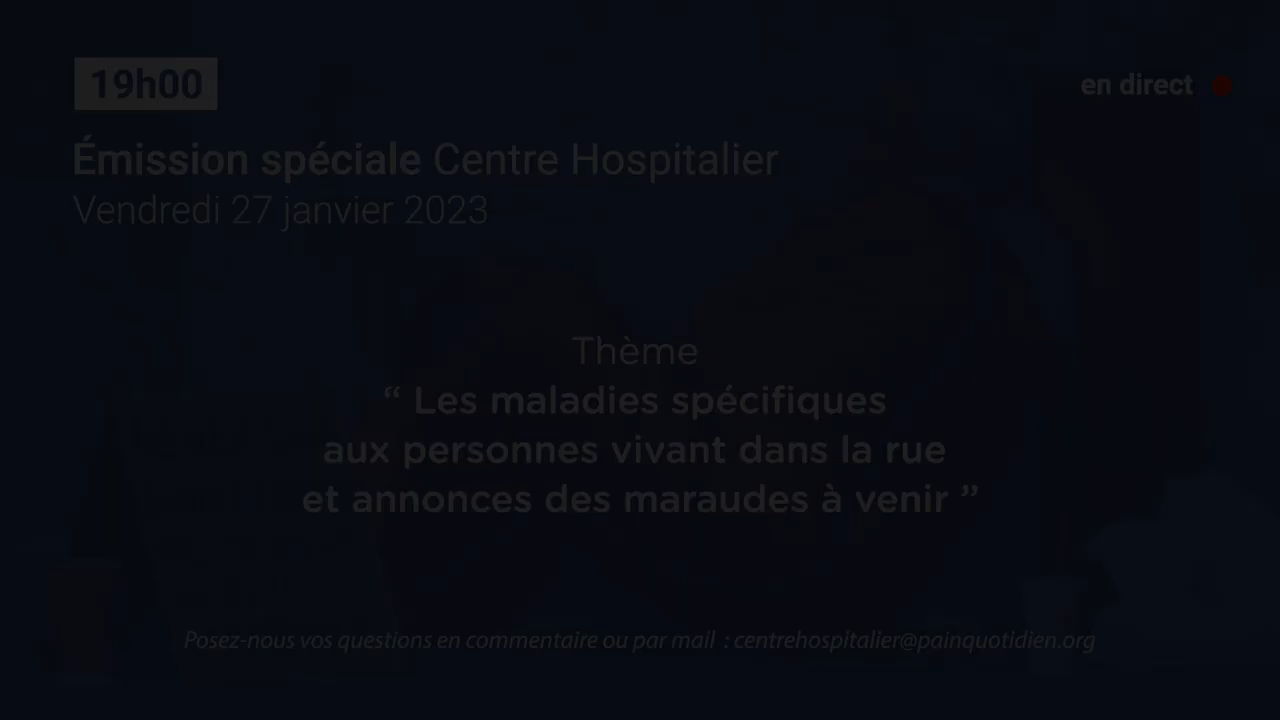 19h00
en direct
Émission spéciale Centre Hospitalier
Vendredi 27 janvier 2023
Thème
“ Les maladies spécifiques
aux personnes vivant dans la rue
et annonces des maraudes à venir ”
Posez-nous vos questions en commentaire ou par mail : centrehospitalier@painquotidien.org